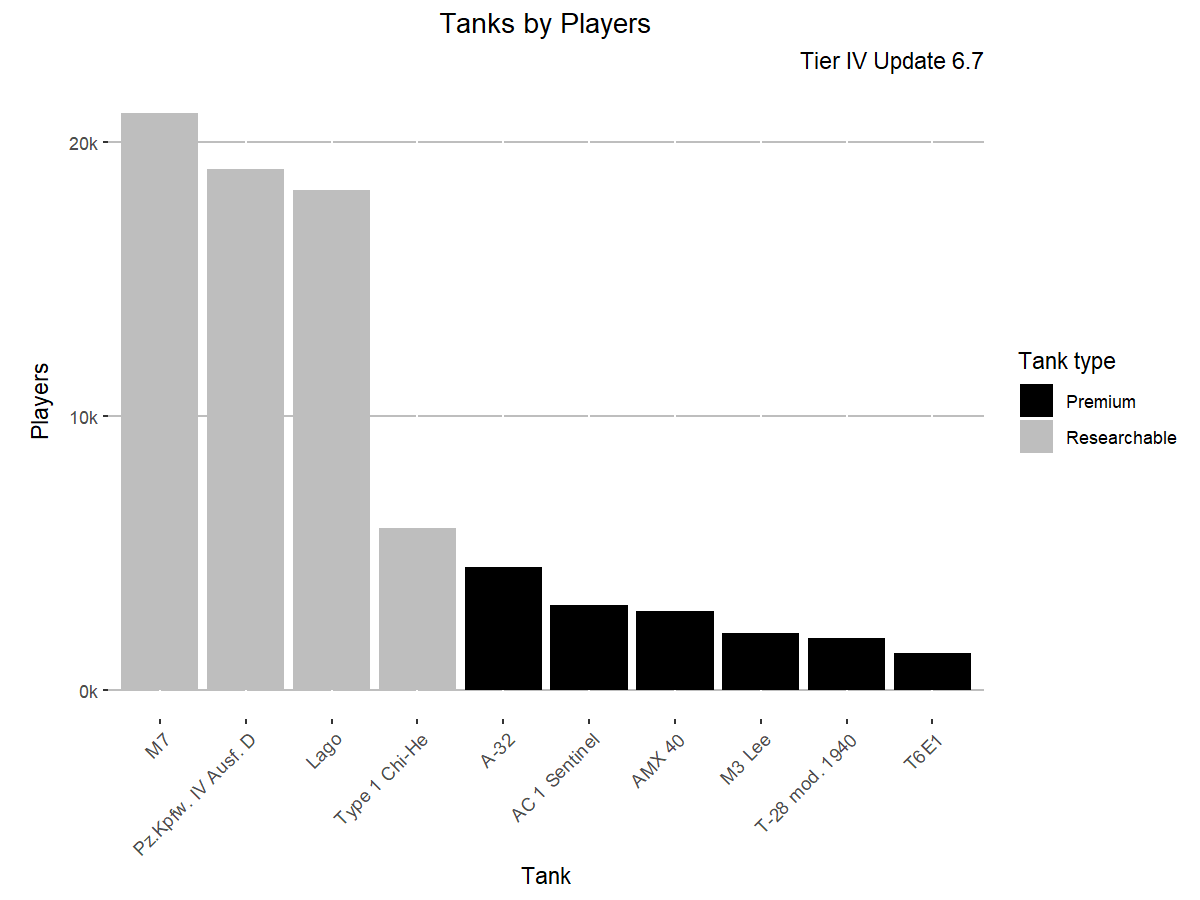 Tanks by Players
Tier IV Update 6.7
Players
20k
10k
0k
M7
Pz.Kpfw. IV Ausf. D
Lago
Type 1 Chi-He
A-32
AC 1 Sentinel
AMX 40
M3 Lee
T-28 mod. 1940
T6E1
Tank
Tank type
Premium
Researchable